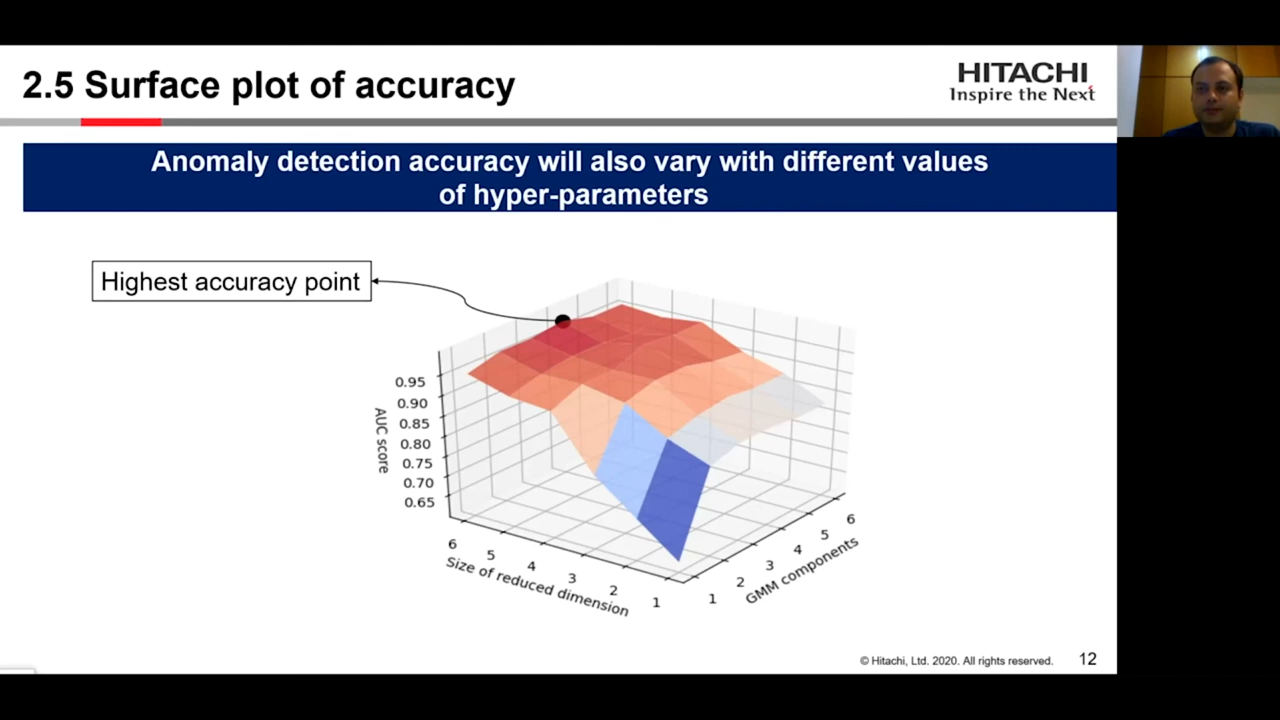 2.5 Surface plot of accuracy
HITACHI
Inspire the Next
Anomaly detection accuracy will also vary with different values
of hyper-parameters
Highest accuracy point
0.95
0.90
0.85
0.80
0.75
0.70
0.65
AUC score
6
5
4
3
2
1
Size of reduced dimension
1
2
3
4
5
6
GMM components
© Hitachi, Ltd. 2020. All rights reserved.
12